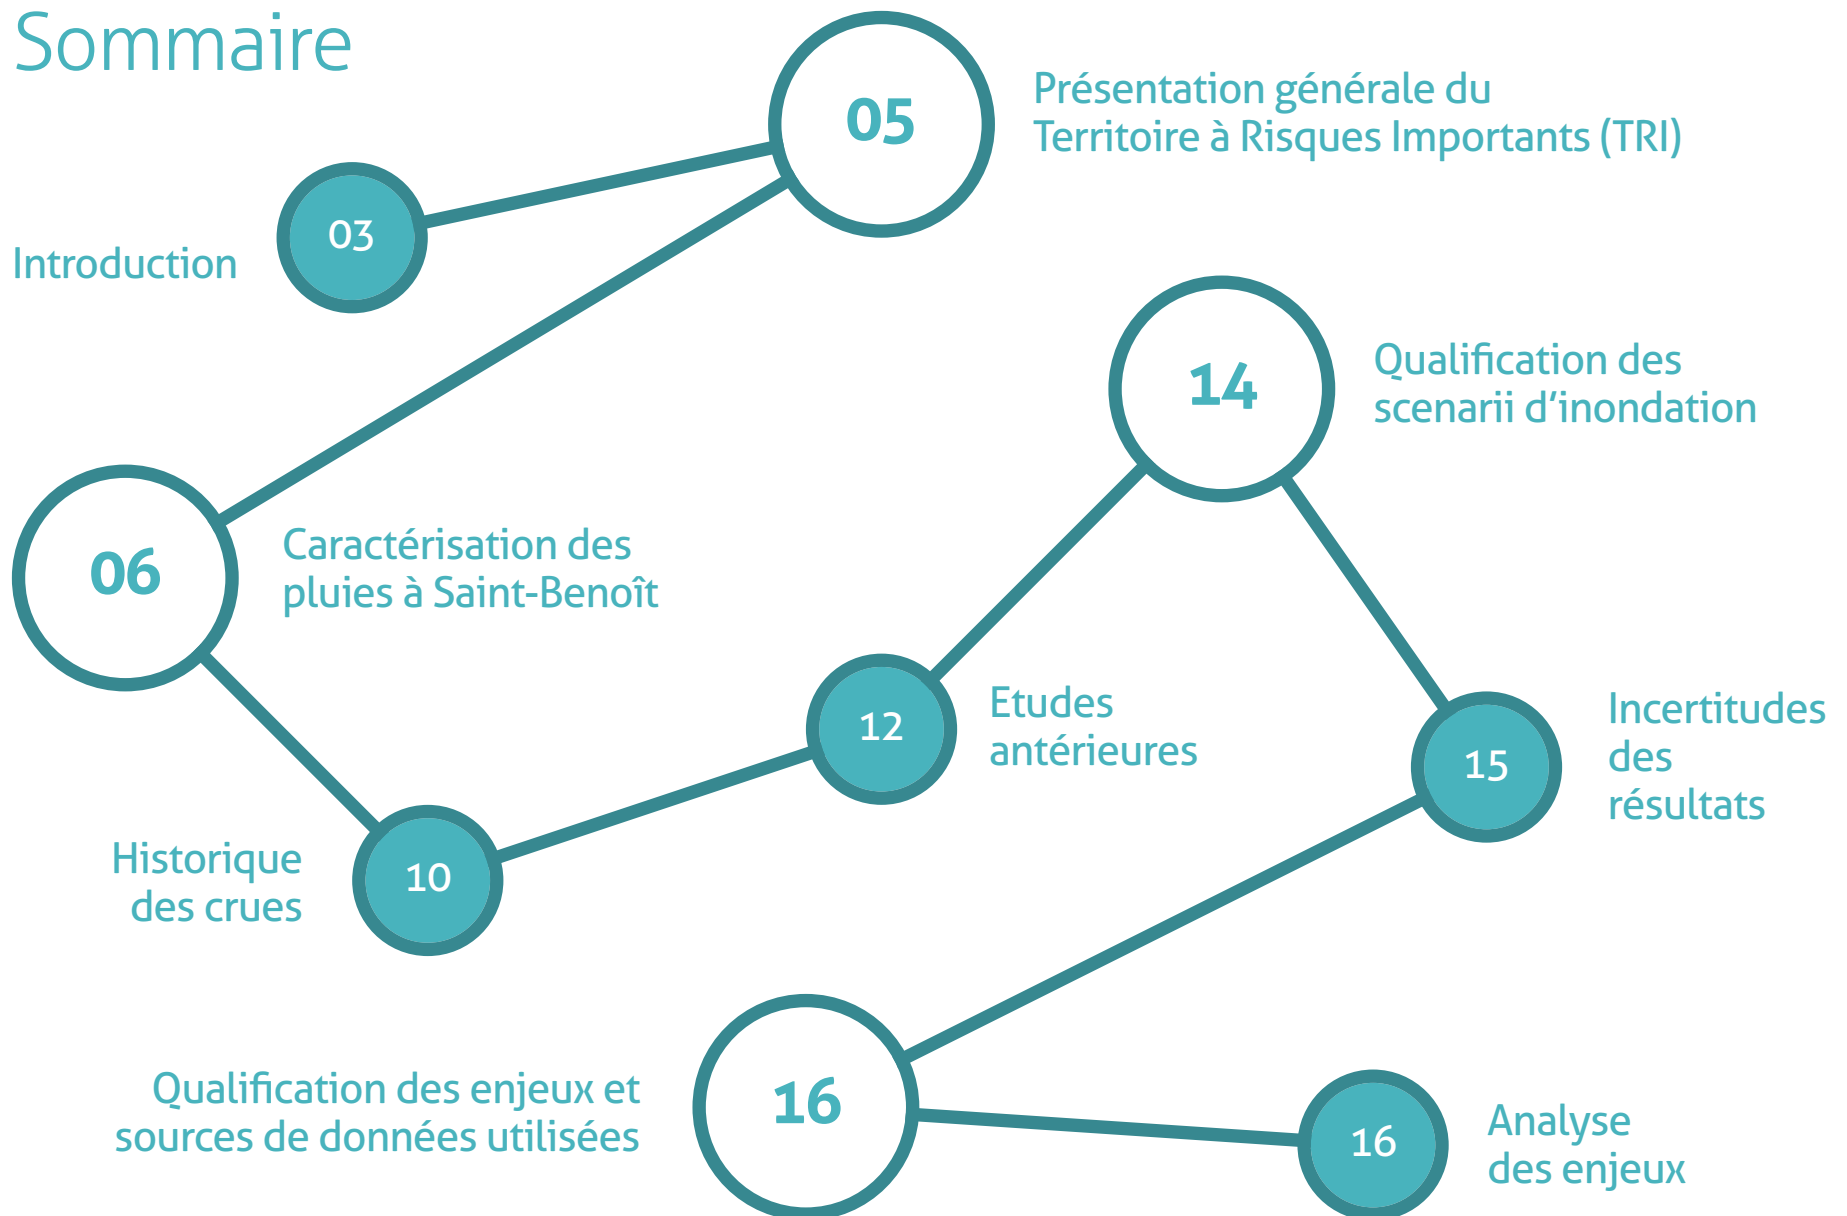 Sommaire
03
Introduction
05
Présentation générale du
Territoire à Risques Importants (TRI)
06
Caractérisation des
pluies à Saint-Benoît
10
Historique
des crues
12
Etudes
antérieures
14
Qualification des
scenarii d’inondation
15
Incertitudes
des
résultats
16
Qualification des enjeux et
sources de données utilisées
16
Analyse
des enjeux